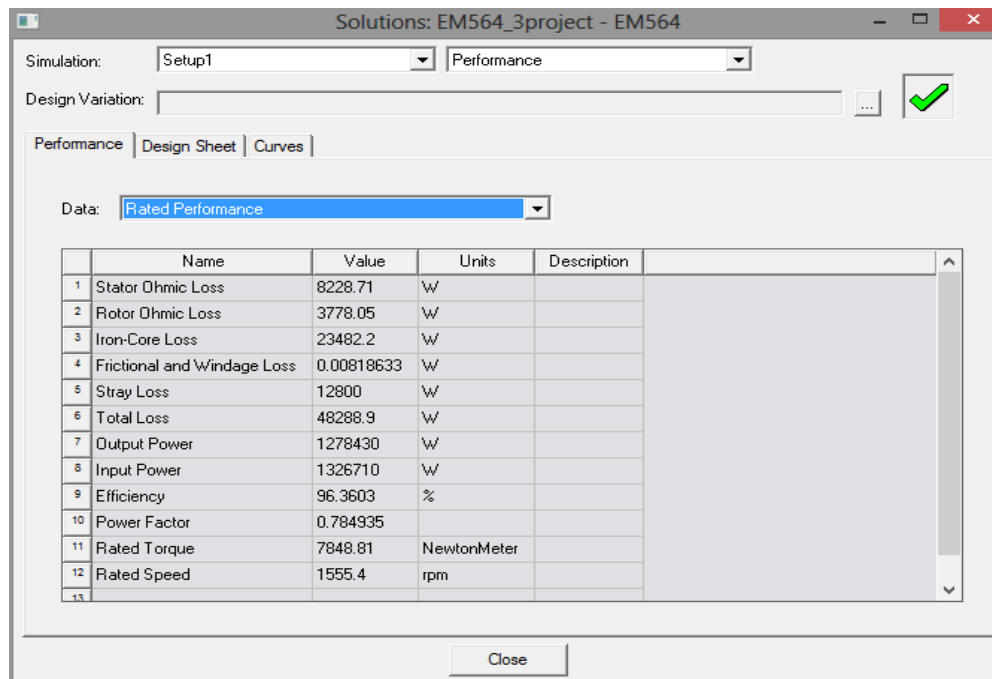 Solutions: EM564_3project - EM564
Simulation: Setup1 Performance
Design Variation: ...
Performance Design Sheet Curves
Data: Rated Performance
Name Value Units Description
1 Stator Ohmic Loss 8228.71 W
2 Rotor Ohmic Loss 3778.05 W
3 Iron-Core Loss 23482.2 W
4 Frictional and Windage Loss 0.00818633 W
5 Stray Loss 12800 W
6 Total Loss 48288.9 W
7 Output Power 1278430 W
8 Input Power 1326710 W
9 Efficiency 96.3603 %
10 Power Factor 0.784935
11 Rated Torque 7848.81 NewtonMeter
12 Rated Speed 1555.4 rpm
13
Close